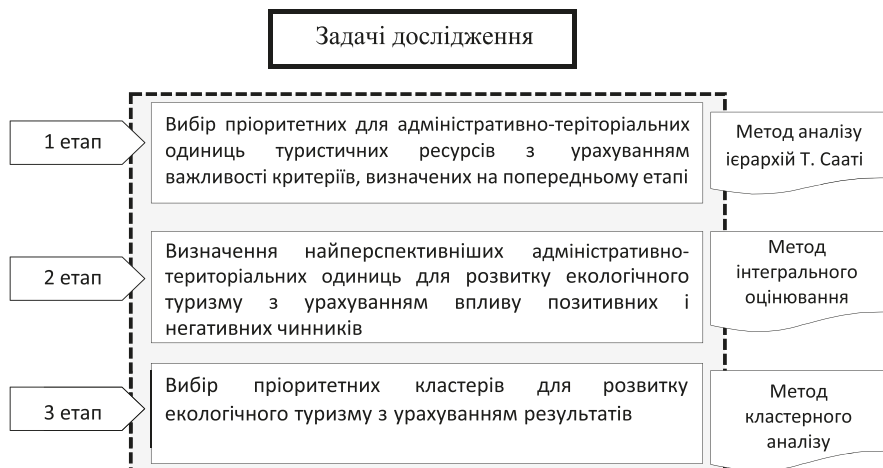 Задачі дослідження
1 етап
Вибір пріоритетних для адміністративно-теріторіальних
одиниць туристичних ресурсів з урахуванням
важливості критеріїв, визначених на попередньому етапі
Метод аналізу
ієрархій Т. Сааті
2 етап
Визначення найперспективніших адміністративно-
територіальних одиниць для розвитку екологічного
туризму з урахуванням впливу позитивних і
негативних чинників
Метод
інтегрального
оцінювання
3 етап
Вибір пріоритетних кластерів для розвитку
екологічного туризму з урахуванням результатів
Метод
кластерного
аналізу